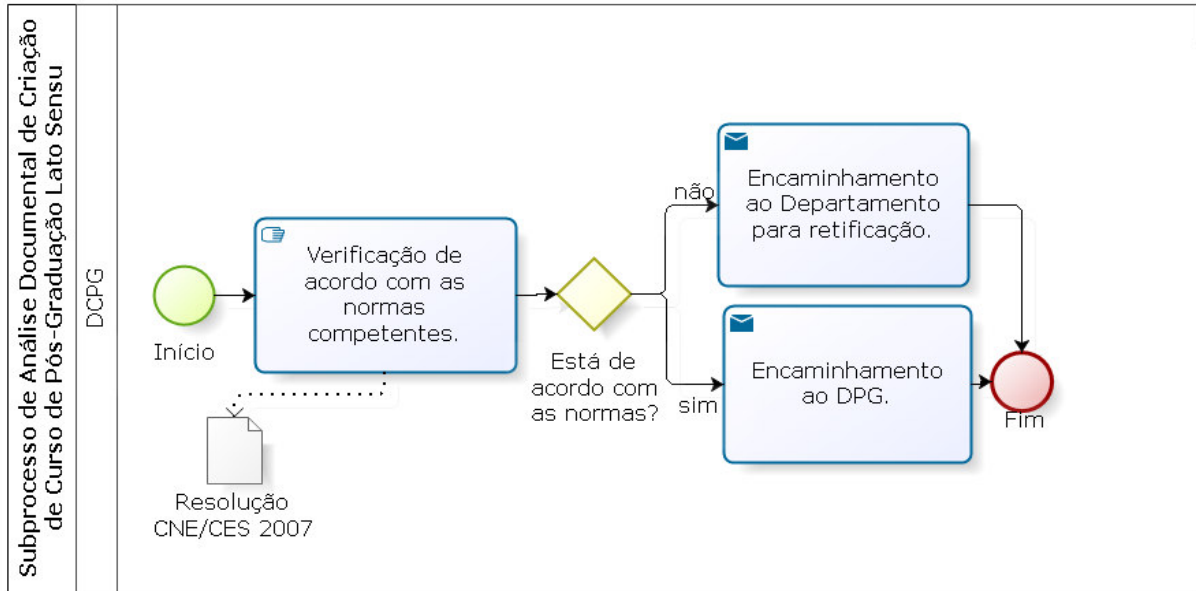 Subprocesso de Análise Documental de Criação
de Curso de Pós-Graduação Lato Sensu
DCPG
Início
Verificação de
acordo com as
normas
competentes.
Resolução
CNE/CES 2007
Está de
acordo com
as normas?
não
Encaminhamento
ao Departamento
para retificação.
sim
Encaminhamento
ao DPG.
Fim